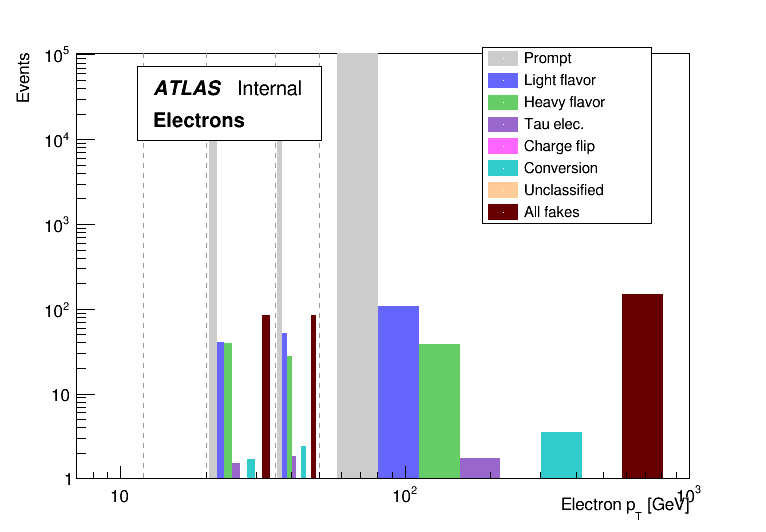 Events
10^5
10^4
10^3
10^2
10
1
ATLAS Internal
Electrons
Prompt
Light flavor
Heavy flavor
Tau elec.
Charge flip
Conversion
Unclassified
All fakes
10
10^2
10^3
Electron p_T [GeV]